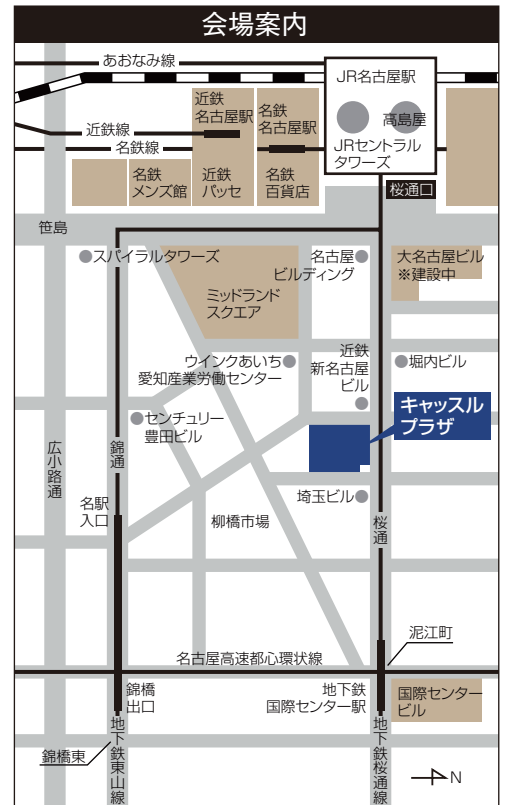 会場案内
あおなみ線
JR名古屋駅
近鉄
名古屋駅
名鉄
名古屋駅
高島屋
近鉄線
名鉄線
JRセントラル
タワーズ
名鉄
メンズ館
近鉄
パッセ
名鉄
百貨店
桜通口
笹島
スパイラルタワーズ
名古屋
ビルディング
大名古屋ビル
※建設中
ミッドランド
スクエア
ウインクあいち
愛知産業労働センター
近鉄
新名古屋
ビル
堀内ビル
センチュリー
豊田ビル
キャッスル
プラザ
広小路通
錦通
名駅
入口
柳橋市場
埼玉ビル
桜通
泥江町
名古屋高速都心環状線
錦橋
出口
地下鉄
国際センター駅
国際センター
ビル
錦橋東
地下鉄東山線
地下鉄桜通線
N